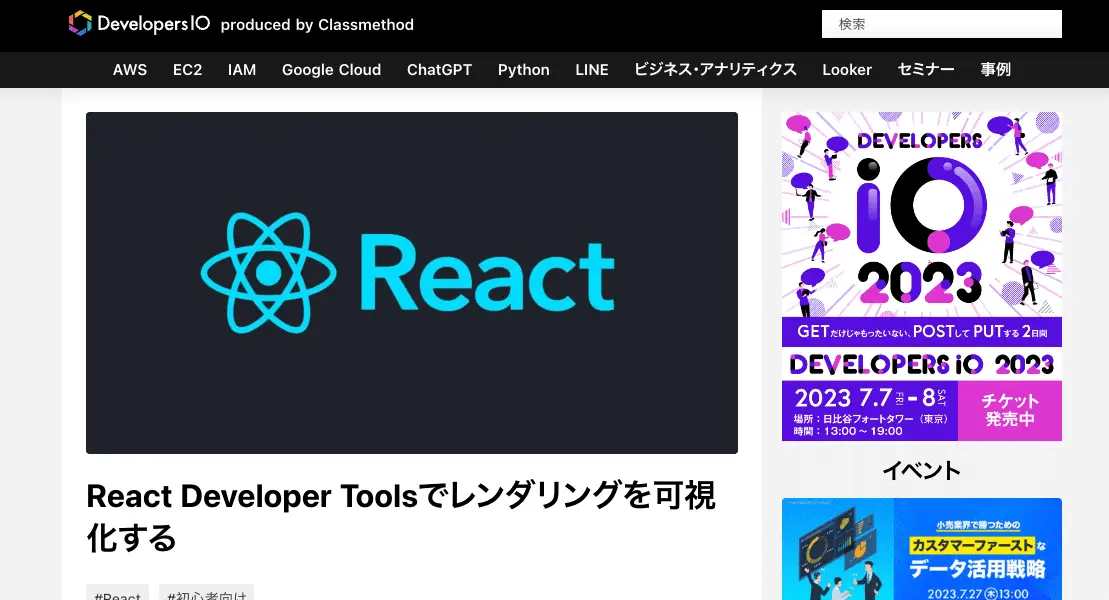 DevelopersIO produced by Classmethod
検索
AWS EC2 IAM Google Cloud ChatGPT Python LINE ビジネス・アナリティクス Looker セミナー 事例
React
React Developer Toolsでレンダリングを可視
化する
#React #初心者向け
DEVELOPERS
iO
2023
GETだけじゃもったいない、POSTして PUTする 2日間
DEVELOPERS iO 2023
2023 7.7 FRI - 8 SAT
場所：日比谷フォートタワー（東京）
時間：13:00 ～ 19:00
チケット
発売中
イベント
小売業界で勝つための
カスタマーファーストな
データ活用戦略
2023.7.27 木 13:00